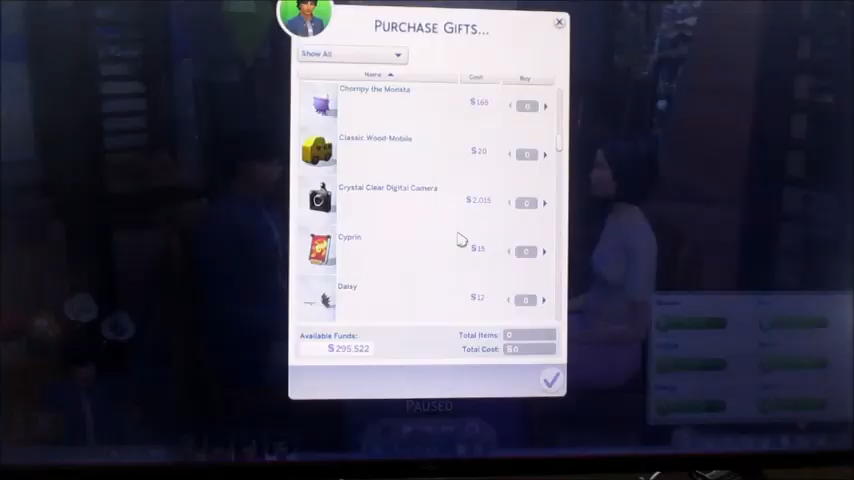 PURCHASE GIFTS...
Show All
Name Cost Buy
Chompy the Monsta §165 0
Classic Wood-Mobile §20 0
Crystal Clear Digital Camera §2,015 0
Cyprin §15 0
Daisy §12 0
Available Funds: Total Items: 0
§295,522 Total Cost: §0
PAUSED